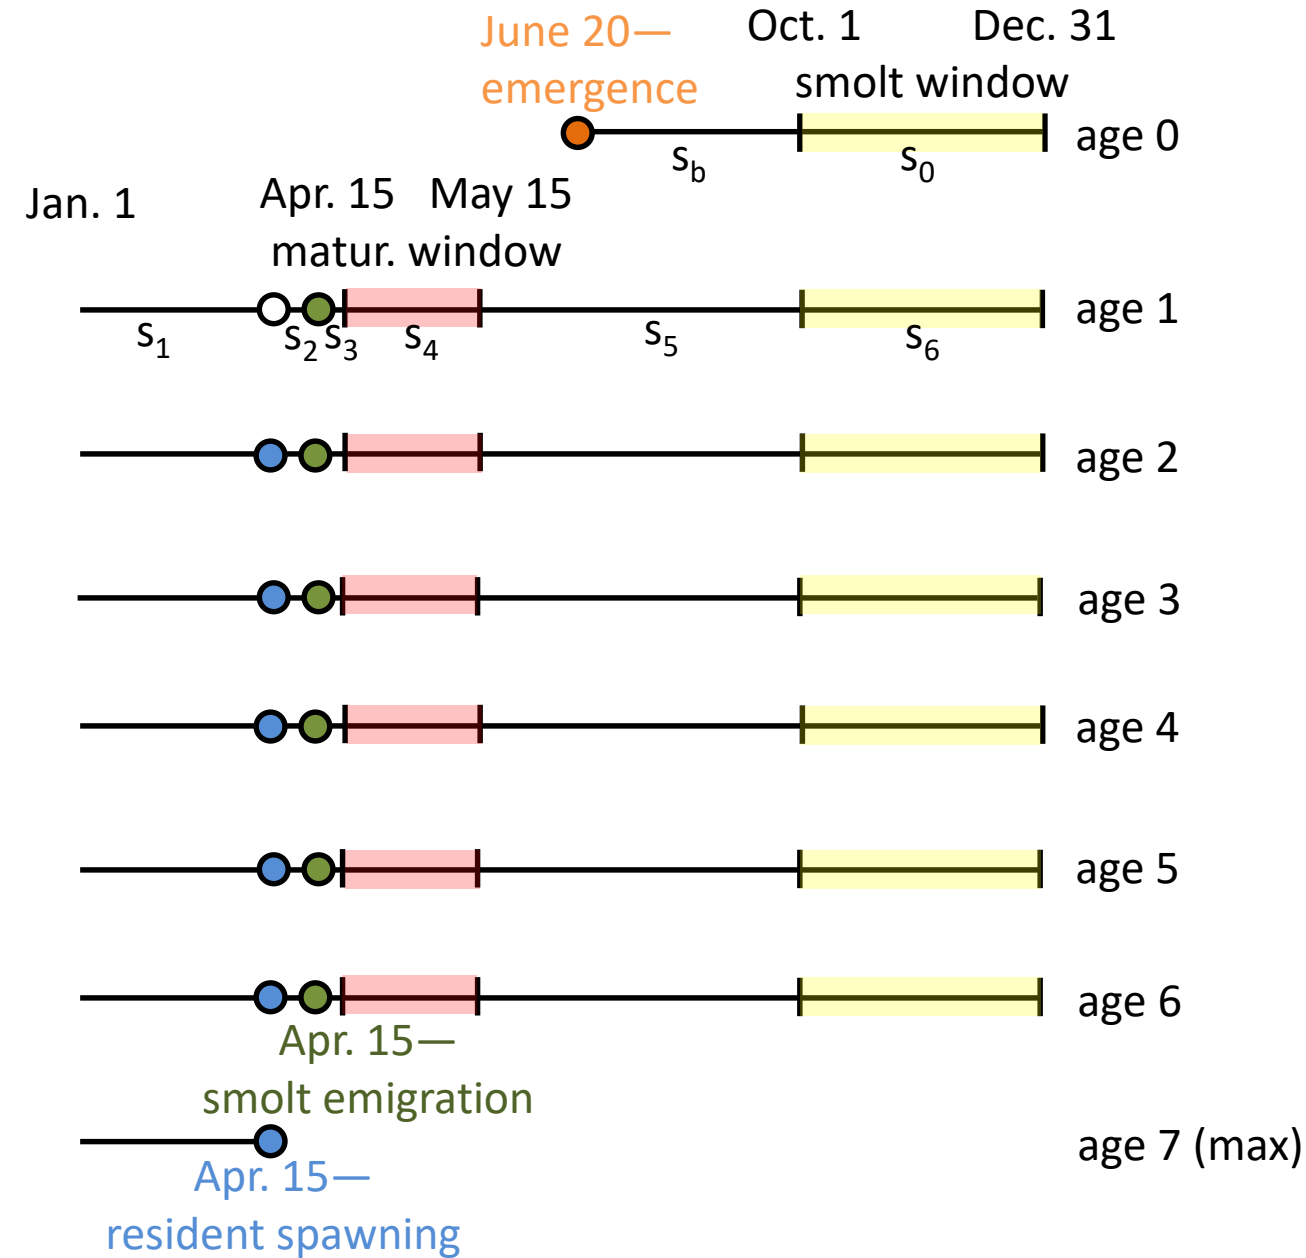 June 20—
emergence
Oct. 1
Dec. 31
smolt window
age 0
s_b
s_0
Jan. 1
Apr. 15
May 15
matur. window
age 1
s_1
s_2
s_3
s_4
s_5
s_6
age 2
age 3
age 4
age 5
age 6
Apr. 15—
smolt emigration
age 7 (max)
Apr. 15—
resident spawning